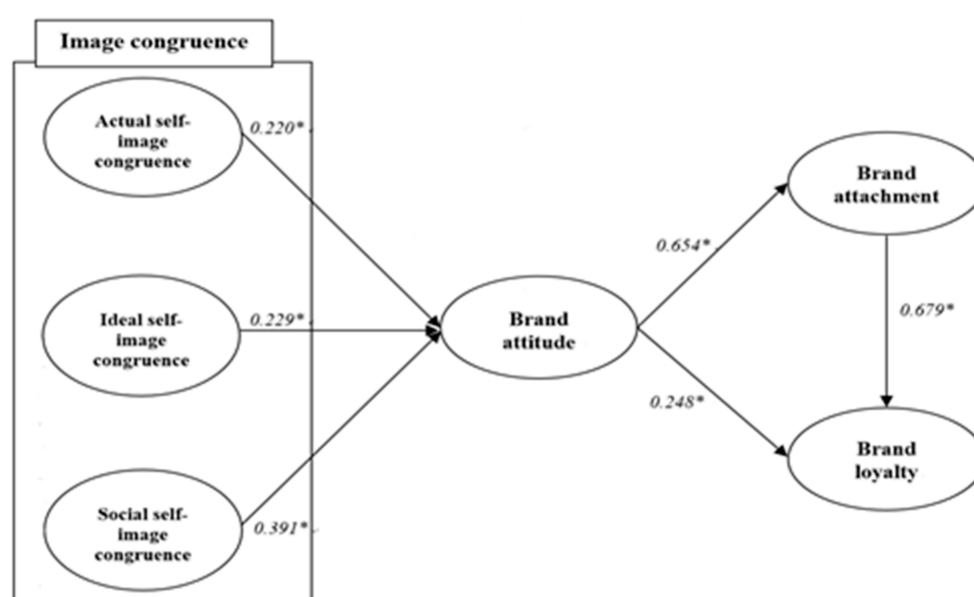 Image congruence
Actual self-
image
congruence
0.220*
Ideal self-
image
congruence
0.229*
Social self-
image
congruence
0.391*
Brand
attitude
0.654*
0.248*
Brand
attachment
0.679*
Brand
loyalty